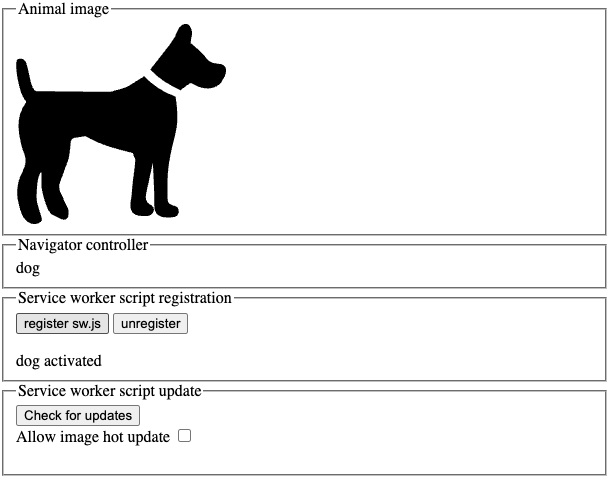 Animal image
Navigator controller
dog
Service worker script registration
register sw.js unregister
dog activated
Service worker script update
Check for updates
Allow image hot update